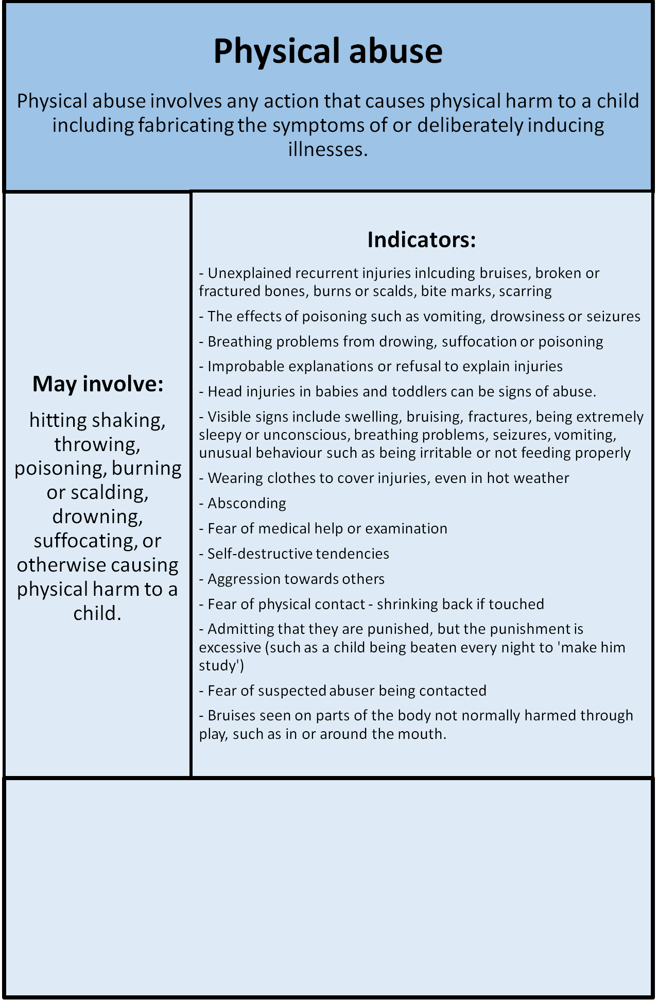 Physical abuse
Physical abuse involves any action that causes physical harm to a child
including fabricating the symptoms of or deliberately inducing
illnesses.
May involve:
hitting shaking,
throwing,
poisoning, burning
or scalding,
drowning,
suffocating, or
otherwise causing
physical harm to a
child.
Indicators:
- Unexplained recurrent injuries inlcuding bruises, broken or
fractured bones, burns or scalds, bite marks, scarring
- The effects of poisoning such as vomiting, drowsiness or seizures
- Breathing problems from drowing, suffocation or poisoning
- Improbable explanations or refusal to explain injuries
- Head injuries in babies and toddlers can be signs of abuse.
- Visible signs include swelling, bruising, fractures, being extremely
sleepy or unconscious, breathing problems, seizures, vomiting,
unusual behaviour such as being irritable or not feeding properly
- Wearing clothes to cover injuries, even in hot weather
- Absconding
- Fear of medical help or examination
- Self-destructive tendencies
- Aggression towards others
- Fear of physical contact - shrinking back if touched
- Admitting that they are punished, but the punishment is
excessive (such as a child being beaten every night to 'make him
study')
- Fear of suspected abuser being contacted
- Bruises seen on parts of the body not normally harmed through
play, such as in or around the mouth.